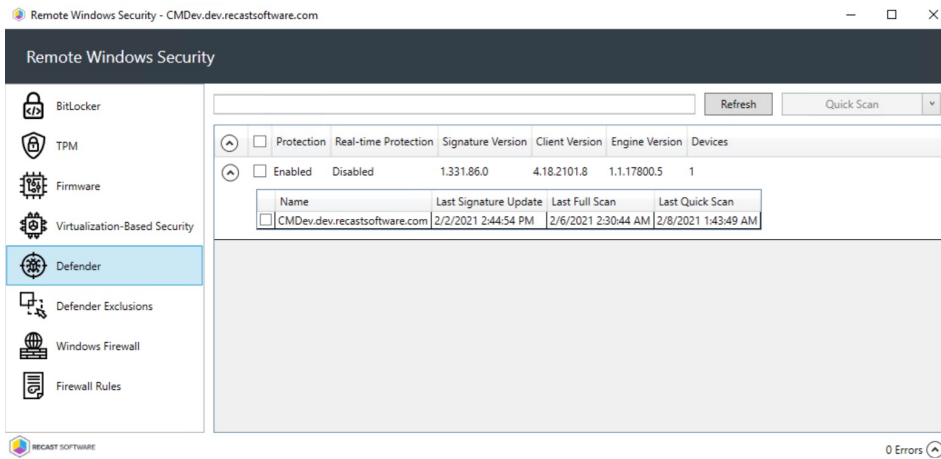 Remote Windows Security - CMDev.dev.recastsoftware.com
Remote Windows Security
BitLocker
TPM
Firmware
Virtualization-Based Security
Defender
Defender Exclusions
Windows Firewall
Firewall Rules
Refresh
Quick Scan
Protection Real-time Protection Signature Version Client Version Engine Version Devices
Enabled Disabled 1.331.86.0 4.18.2101.8 1.1.17800.5 1
Name Last Signature Update Last Full Scan Last Quick Scan
CMDev.dev.recastsoftware.com 2/2/2021 2:44:54 PM 2/6/2021 2:30:44 AM 2/8/2021 1:43:49 AM
RECAST SOFTWARE
0 Errors